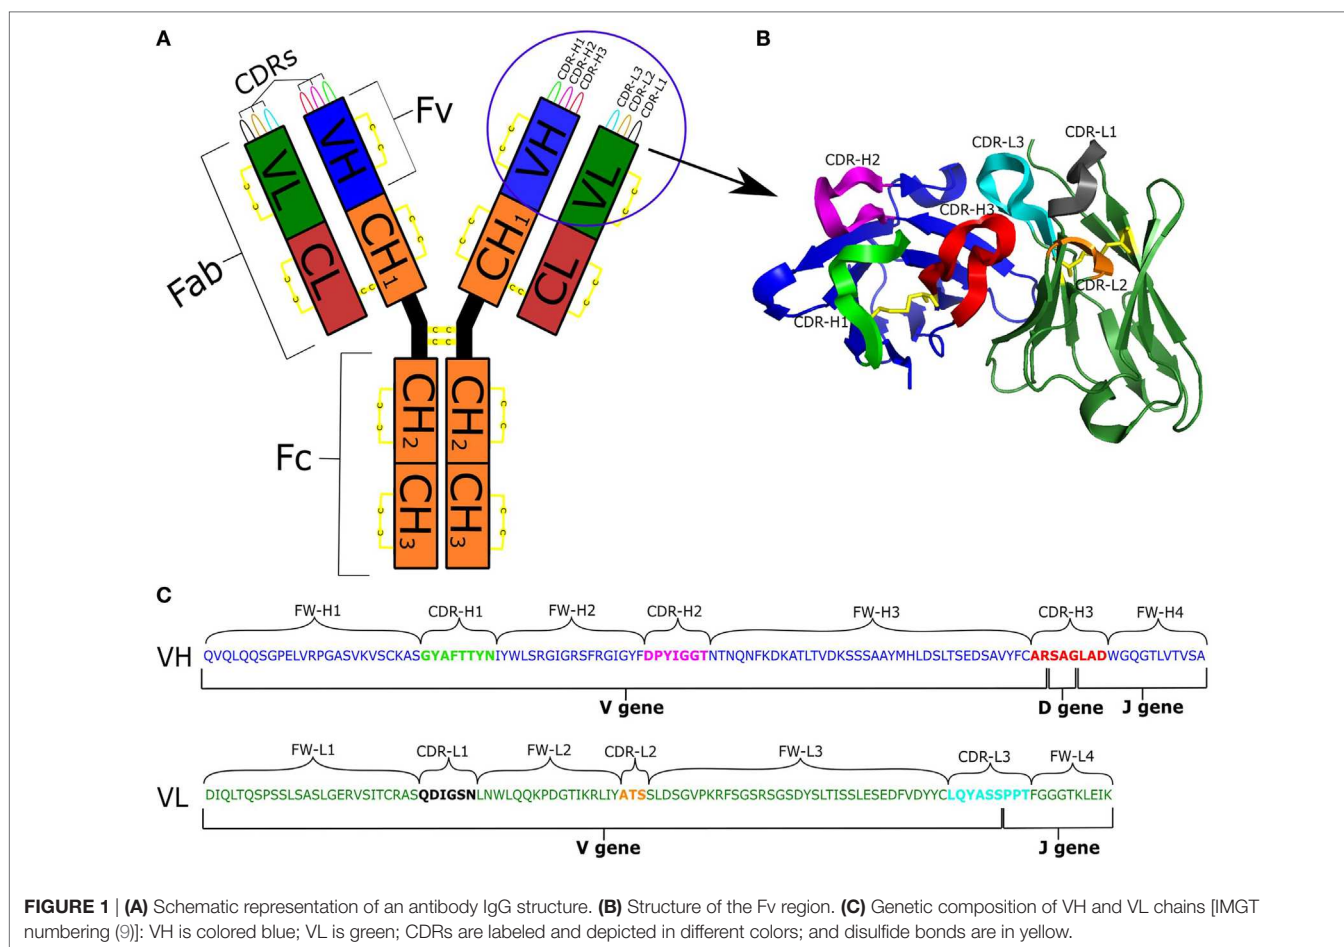 A
CDRs
Fv
VL
VH
CL
CH1
Fab
CDR-H1
CDR-H2
CDR-H3
CDR-L3
CDR-L2
CDR-L1
VH
VL
CH1
CL
c
c
c
c
c
c
c
c
c c
c c
c c
c c
c
c
c
c
c
c
c
c
Fc
CH2
CH2
CH3
CH3
c
c
c
c
c
c
c
c
B
CDR-H2
CDR-L3
CDR-L1
CDR-H3
CDR-L2
CDR-H1
C
FW-H1 CDR-H1 FW-H2 CDR-H2 FW-H3 CDR-H3 FW-H4
VH QVQLQQSGPELVRPGASVKVSCKASGYAFTTYNIYWLSRGIGRSFRGIGYFDPYIGGTNTNQNFKDKATLTVDKSSSAAYMHLDSLTSEDSAVYFCARSAGLADWGQGTLVTVSA
V gene D gene J gene
FW-L1 CDR-L1 FW-L2 CDR-L2 FW-L3 CDR-L3 FW-L4
VL DIQLTQSPSSLSASLGERVSITCRASQDIGSNLNWLQQKPDGTIKRLIYATSSLDSGVPKRFSGSRSGSDYSLTISSLESEDFVDYYCLQYASSPPTFGGGTKLEIK
V gene J gene
FIGURE 1 | (A) Schematic representation of an antibody IgG structure. (B) Structure of the Fv region. (C) Genetic composition of VH and VL chains [IMGT
numbering (9)]: VH is colored blue; VL is green; CDRs are labeled and depicted in different colors; and disulfide bonds are in yellow.